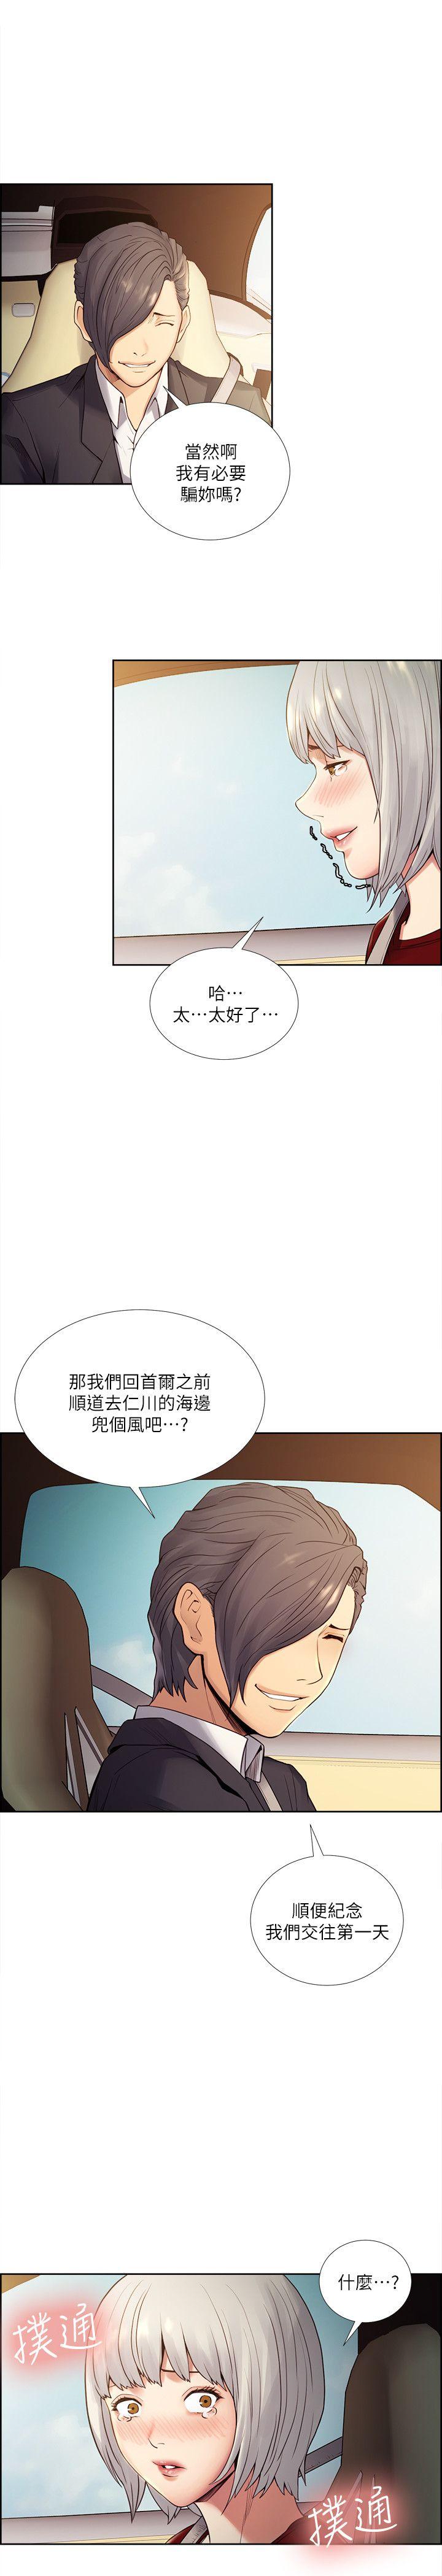 當然啊
我有必要
騙妳嗎?
哈…
太…太好了…
那我們回首爾之前
順道去仁川的海邊
兜個風吧…?
順便紀念
我們交往第一天
什麼…?
撲通
撲通